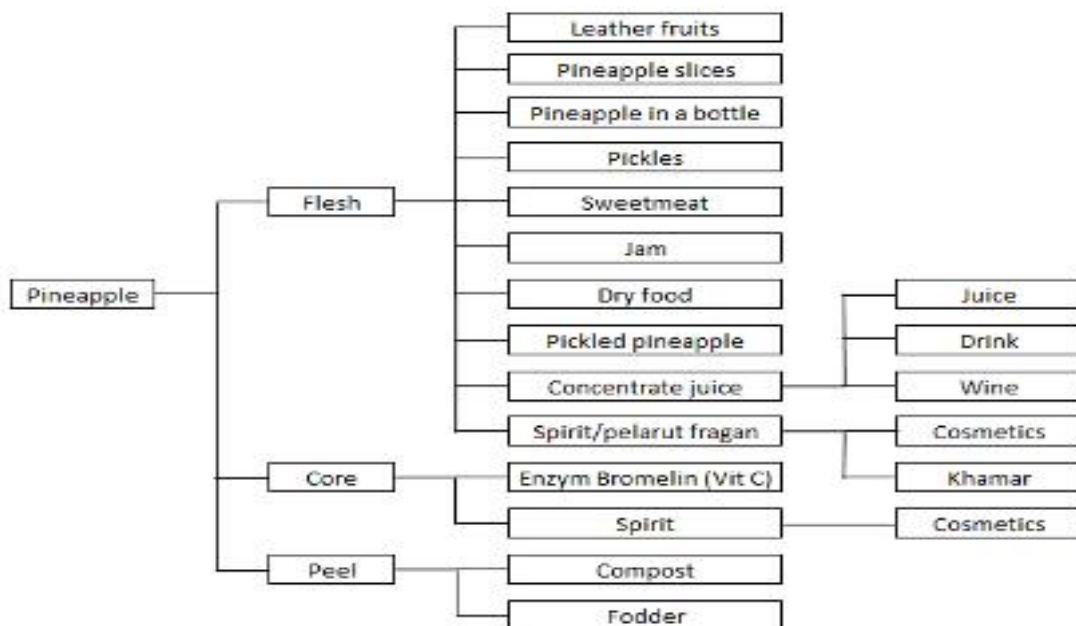 Leather fruits
Pineapple slices
Pineapple in a bottle
Pickles
Flesh
Sweetmeat
Jam
Pineapple
Dry food
Juice
Pickled pineapple
Drink
Concentrate juice
Wine
Spirit/pelarut fragan
Cosmetics
Core
Enzym Bromelin (Vit C)
Khamar
Spirit
Cosmetics
Peel
Compost
Fodder